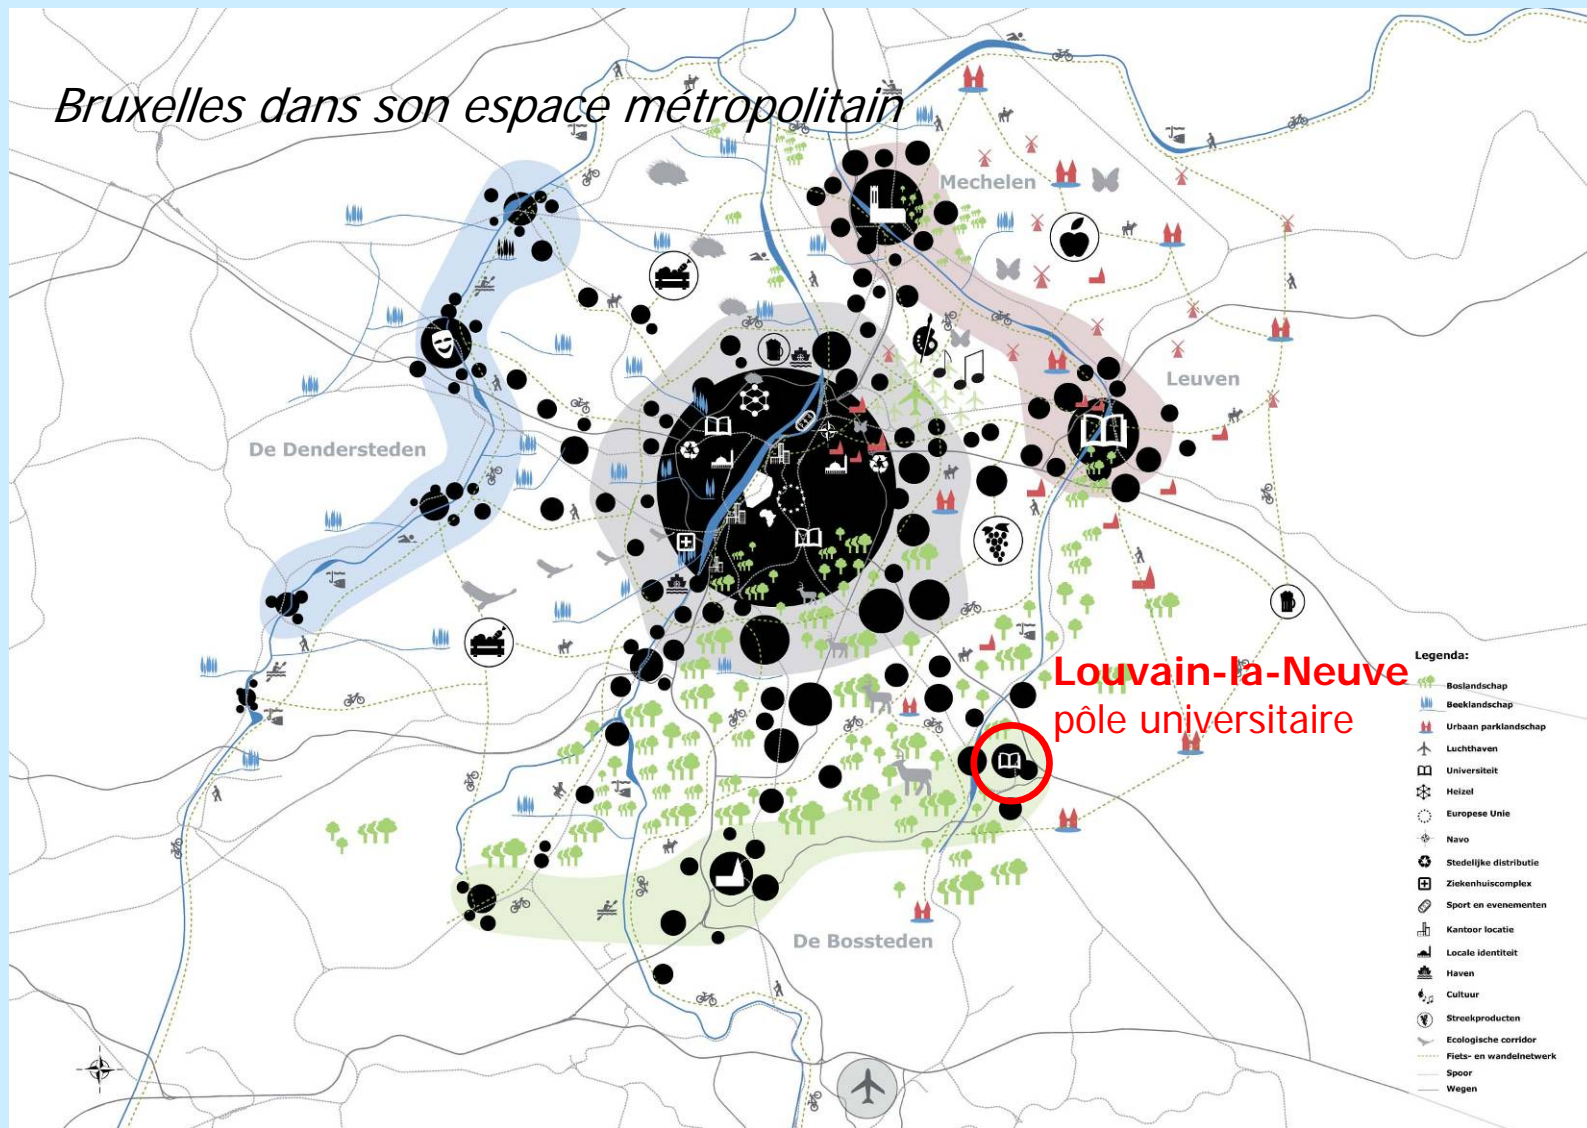 Bruxelles dans son espace métropolitain
Mechelen
Leuven
De Dendersteden
Louvain-la-Neuve
pôle universitaire
De Bossteden
Legenda:
Boslandschap
Beeklandschap
Urbaan parklandschap
Luchthaven
Universiteit
Heizel
Europese Unie
Navo
Stedelijke distributie
Ziekenhuiscomplex
Sport en evenementen
Kantoor locatie
Locale identiteit
Haven
Cultuur
Streekproducten
Ecologische corridor
Fiets- en wandelnetwerk
Spoor
Wegen